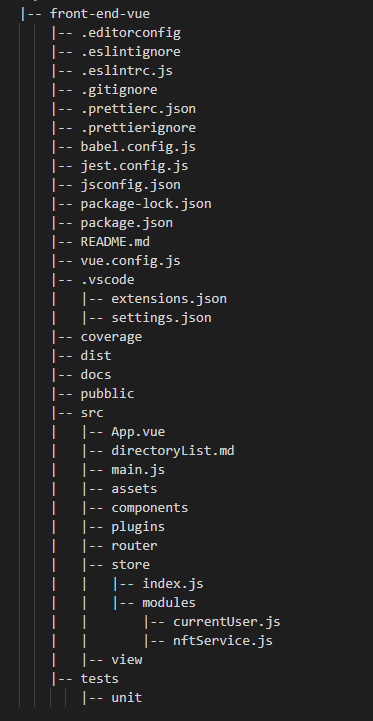 |-- front-end-vue
|-- .editorconfig
|-- .eslintignore
|-- .eslintrc.js
|-- .gitignore
|-- .prettierc.json
|-- .prettierignore
|-- babel.config.js
|-- jest.config.js
|-- jsconfig.json
|-- package-lock.json
|-- package.json
|-- README.md
|-- vue.config.js
|-- .vscode
|   |-- extensions.json
|   |-- settings.json
|-- coverage
|-- dist
|-- docs
|-- pubblic
|-- src
|   |-- App.vue
|   |-- directoryList.md
|   |-- main.js
|   |-- assets
|   |-- components
|   |-- plugins
|   |-- router
|   |-- store
|   |   |-- index.js
|   |   |-- modules
|   |       |-- currentUser.js
|   |       |-- nftService.js
|   |-- view
|-- tests
|   |-- unit